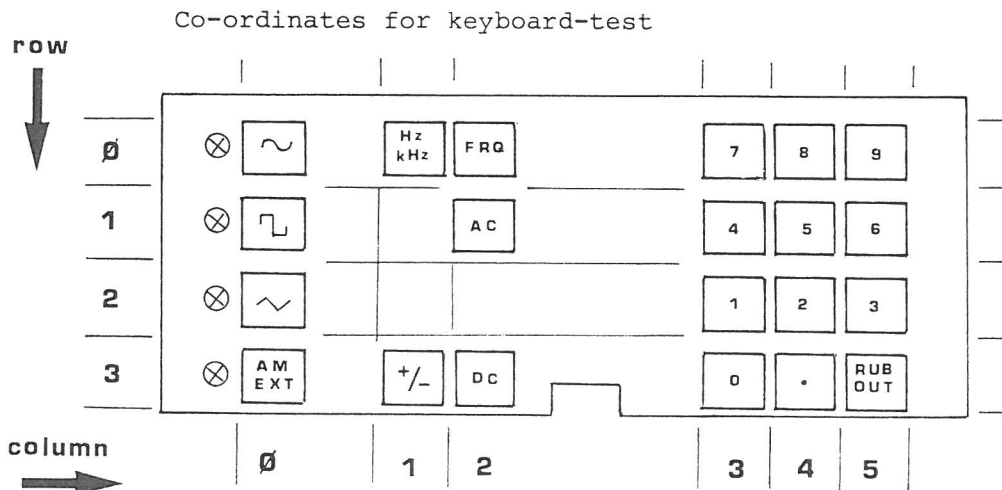 Co-ordinates for keyboard-test
row
Ø Hz kHz FRQ 7 8 9
1 AC 4 5 6
2 1 2 3
3 AM EXT +/- DC 0 . RUB OUT
column
Ø 1 2 3 4 5